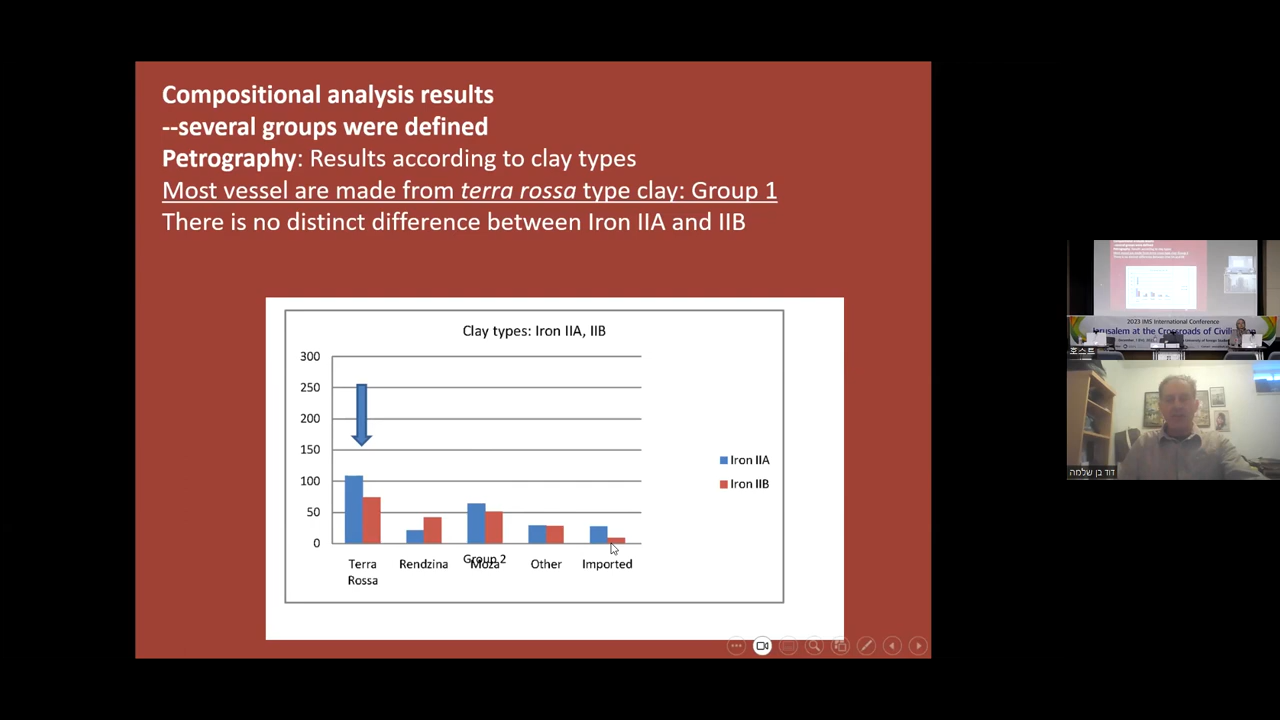 Compositional analysis results
--several groups were defined
Petrography: Results according to clay types
Most vessel are made from terra rossa type clay: Group 1
There is no distinct difference between Iron IIA and IIB
Clay types: Iron IIA, IIB
300
250
200
150
100
50
0
Iron IIA
Iron IIB
Group 2
Terra Rossa
Rendzina
Moza
Other
Imported
2023 IMS International Conference
Jerusalem at the Crossroads of
호스트
דוד בן שלמה